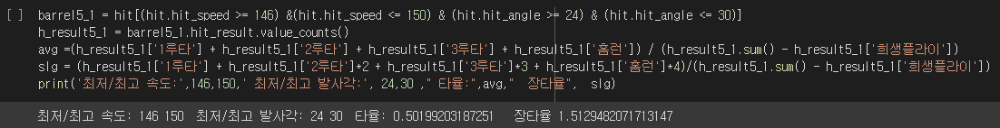 [ ] barrel5_1 = hit[(hit.hit_speed >= 146) &(hit.hit_speed <= 150) & (hit.hit_angle >= 24) & (hit.hit_angle <= 30)]
h_result5_1 = barrel5_1.hit_result.value_counts()
avg =(h_result5_1['1루타'] + h_result5_1['2루타'] + h_result5_1['3루타'] + h_result5_1['홈런']) / (h_result5_1.sum() - h_result5_1['희생플라이'])
slg = (h_result5_1['1루타'] + h_result5_1['2루타']*2 + h_result5_1['3루타']*3 + h_result5_1['홈런']*4)/(h_result5_1.sum() - h_result5_1['희생플라이'])
print('최저/최고 속도:',146,150,' 최저/최고 발사각:', 24,30 ," 타율:",avg,"  장타율",  slg)
최저/최고 속도: 146 150  최저/최고 발사각: 24 30  타율: 0.50199203187251   장타율 1.5129482071713147